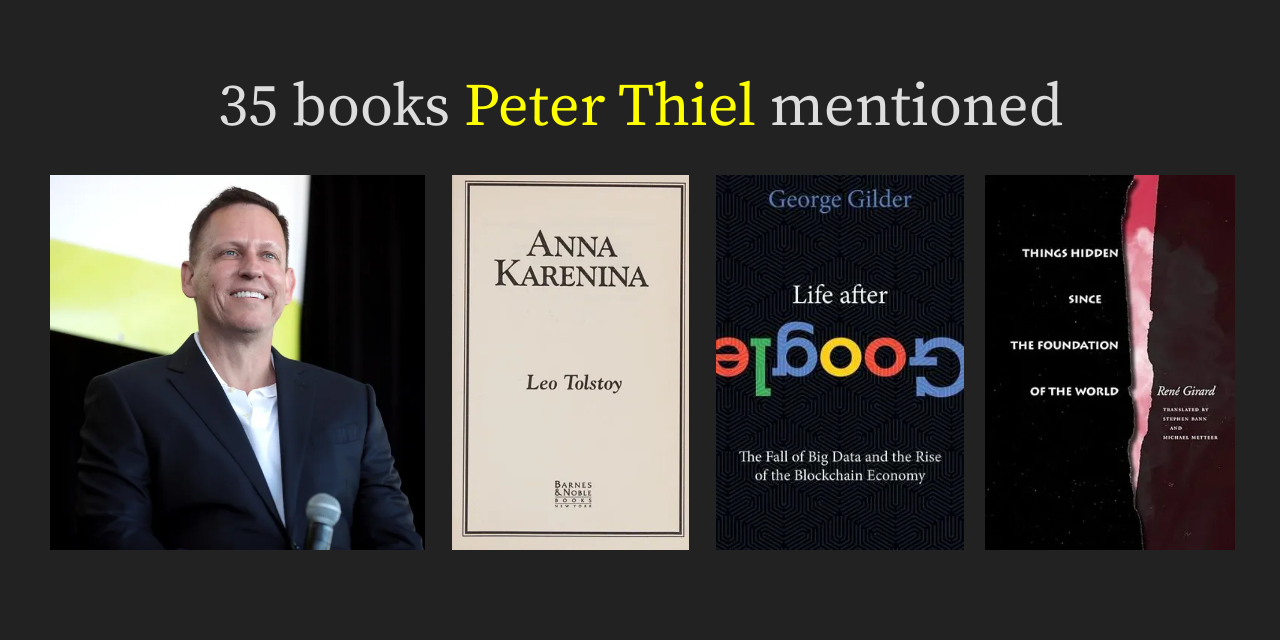 35 books Peter Thiel mentioned
ANNA
KARENINA
Leo Tolstoy
BARNES
&NOBLE
BOOKS
NEW YORK
George Gilder
Life after
Google
The Fall of Big Data and the Rise
of the Blockchain Economy
THINGS HIDDEN
SINCE
THE FOUNDATION
OF THE WORLD
René Girard
TRANSLATED BY
STEPHEN BANN
AND
MICHAEL METTEER